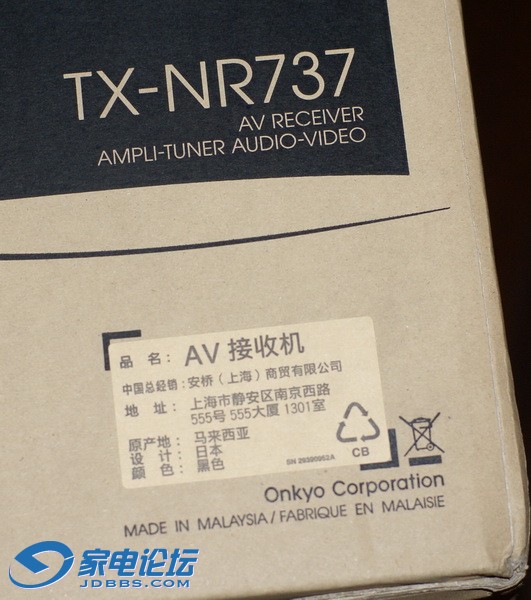 TX-NR737
AV RECEIVER
AMPLI-TUNER AUDIO-VIDEO
品 名: AV 接收机
中国总经销: 安桥（上海）商贸有限公司
地 址: 上海市静安区南京西路
555号 555大厦 1301室
原产地: 马来西亚
设 计: 日本
颜 色: 黑色
SN 29390952A
CB
Onkyo Corporation
MADE IN MALAYSIA / FABRIQUE EN MALAISIE
家电论坛
JDBBS.COM